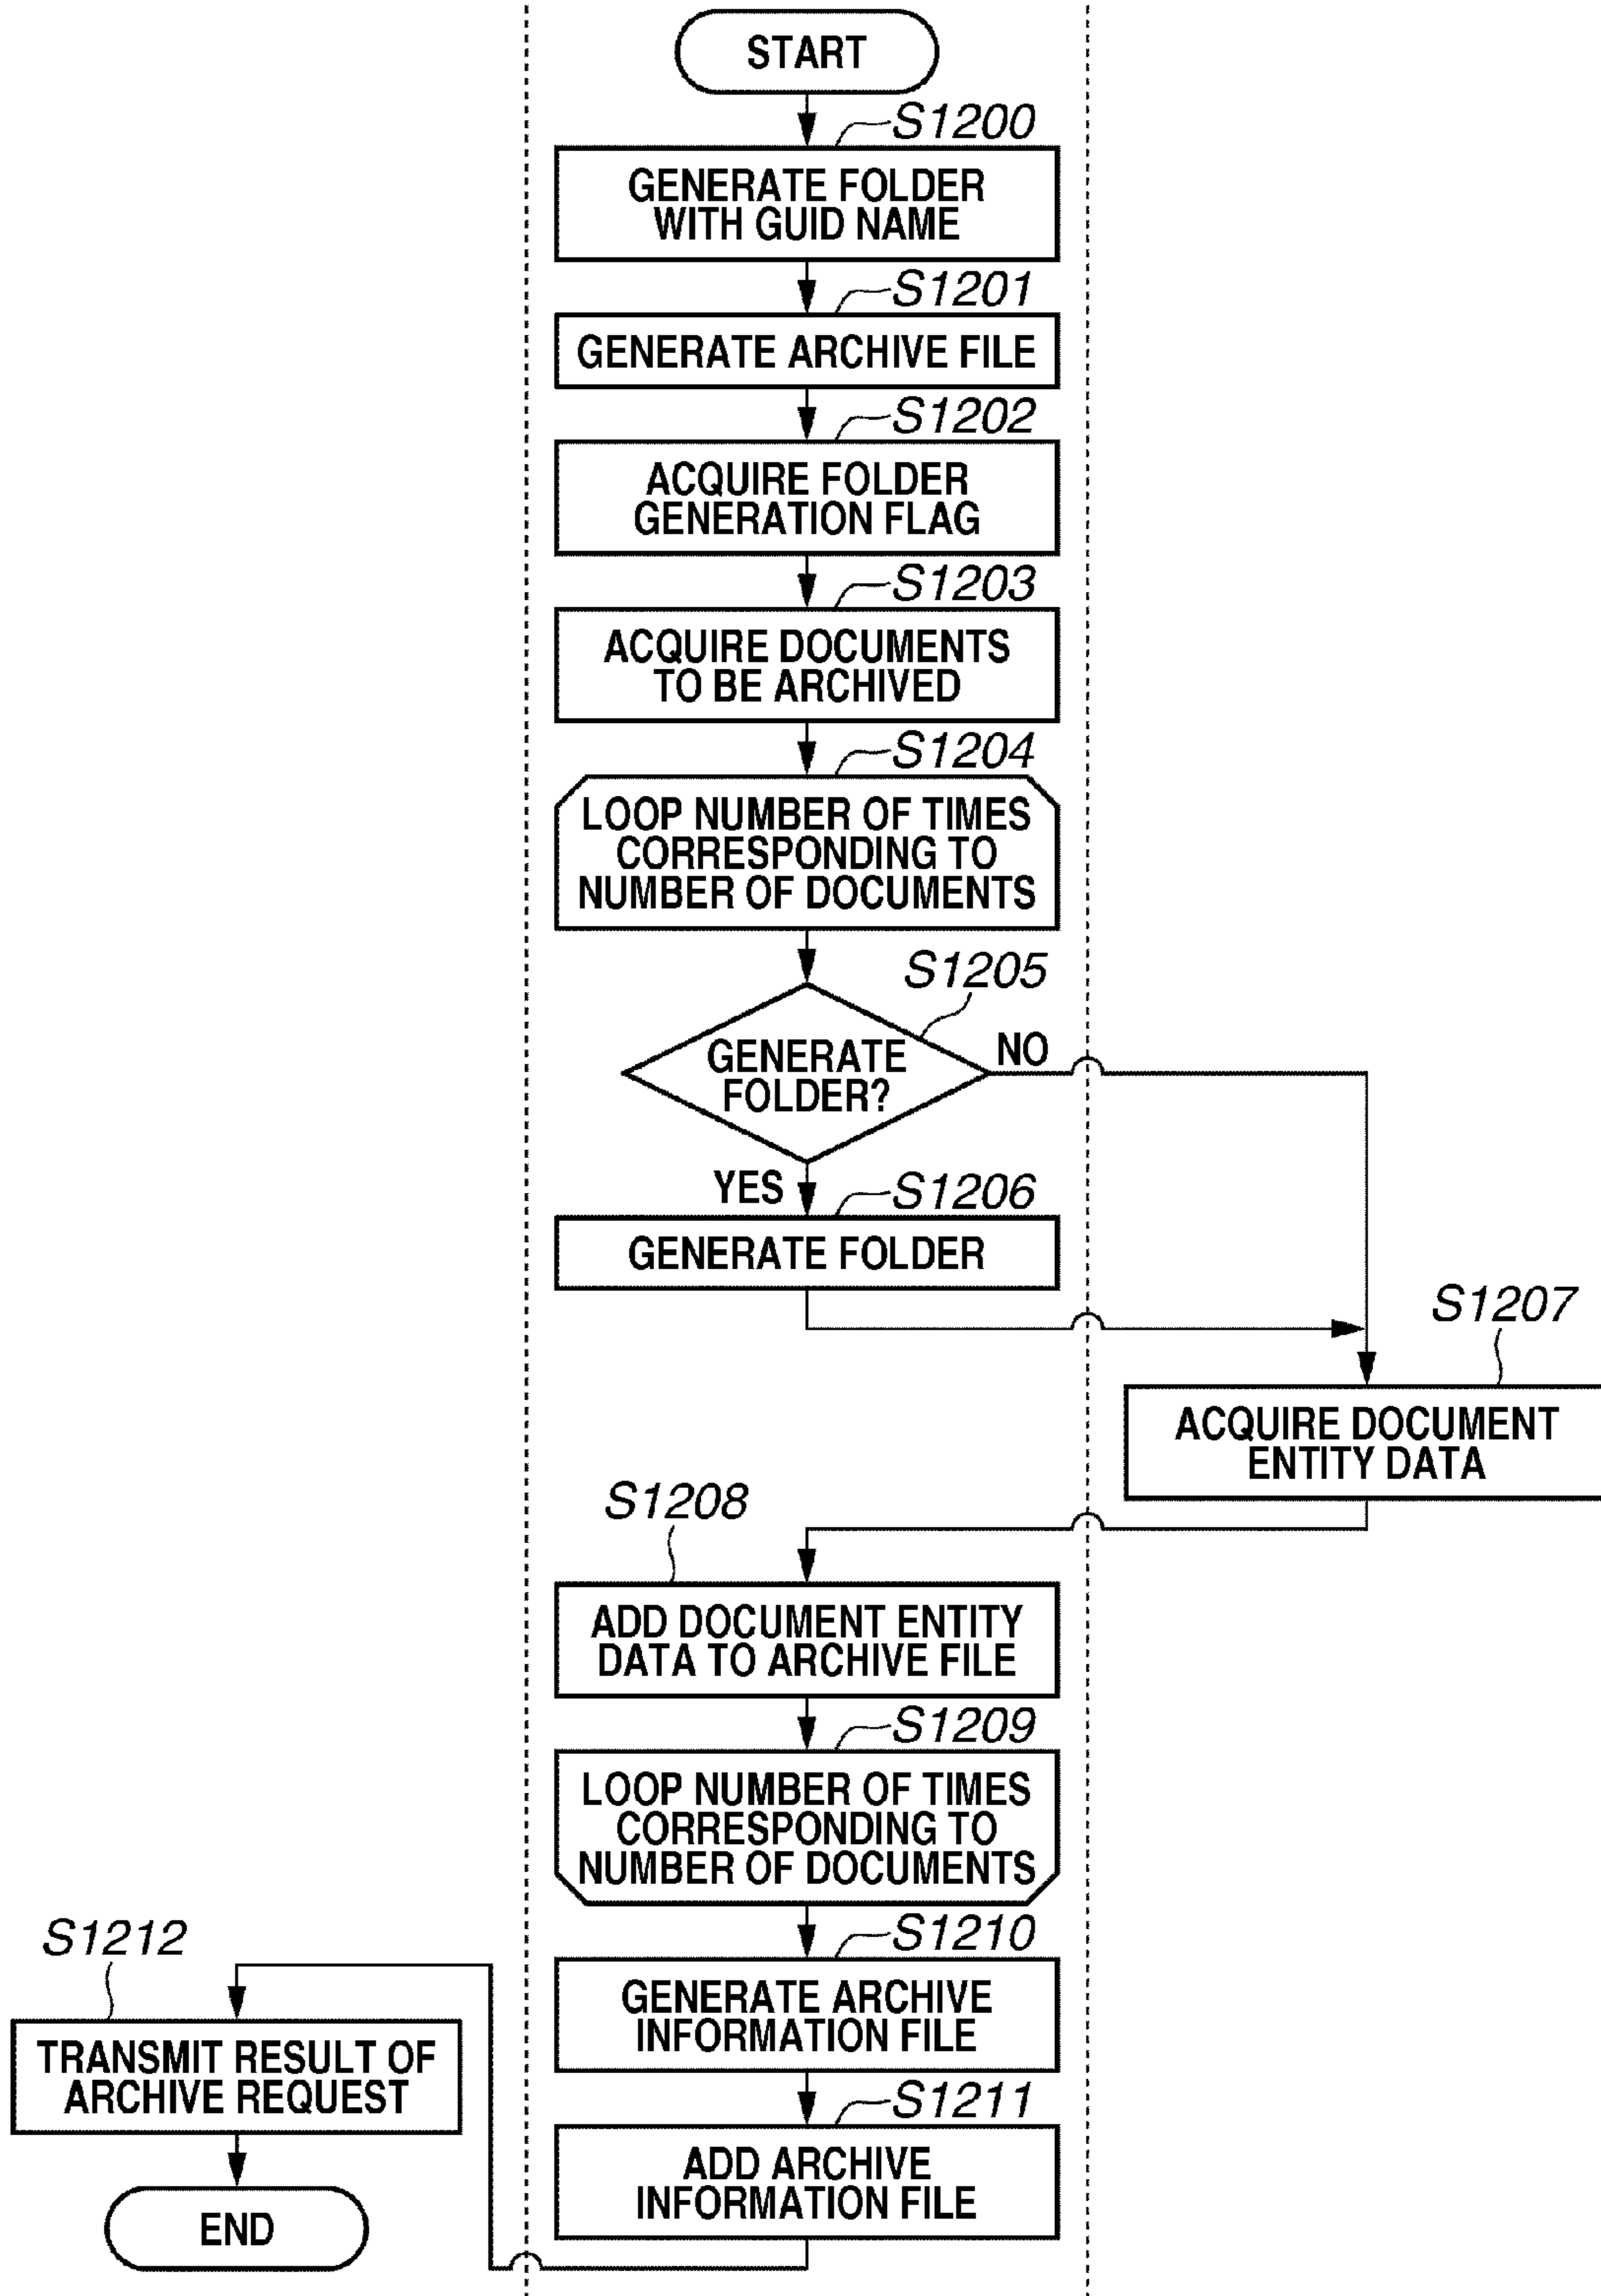 START
S1200
GENERATE FOLDER
WITH GUID NAME
S1201
GENERATE ARCHIVE FILE
S1202
ACQUIRE FOLDER
GENERATION FLAG
S1203
ACQUIRE DOCUMENTS
TO BE ARCHIVED
S1204
LOOP NUMBER OF TIMES
CORRESPONDING TO
NUMBER OF DOCUMENTS
S1205
GENERATE
FOLDER?
NO
YES
S1206
GENERATE FOLDER
S1207
ACQUIRE DOCUMENT
ENTITY DATA
S1208
ADD DOCUMENT ENTITY
DATA TO ARCHIVE FILE
S1209
LOOP NUMBER OF TIMES
CORRESPONDING TO
NUMBER OF DOCUMENTS
S1210
GENERATE ARCHIVE
INFORMATION FILE
S1211
ADD ARCHIVE
INFORMATION FILE
S1212
TRANSMIT RESULT OF
ARCHIVE REQUEST
END